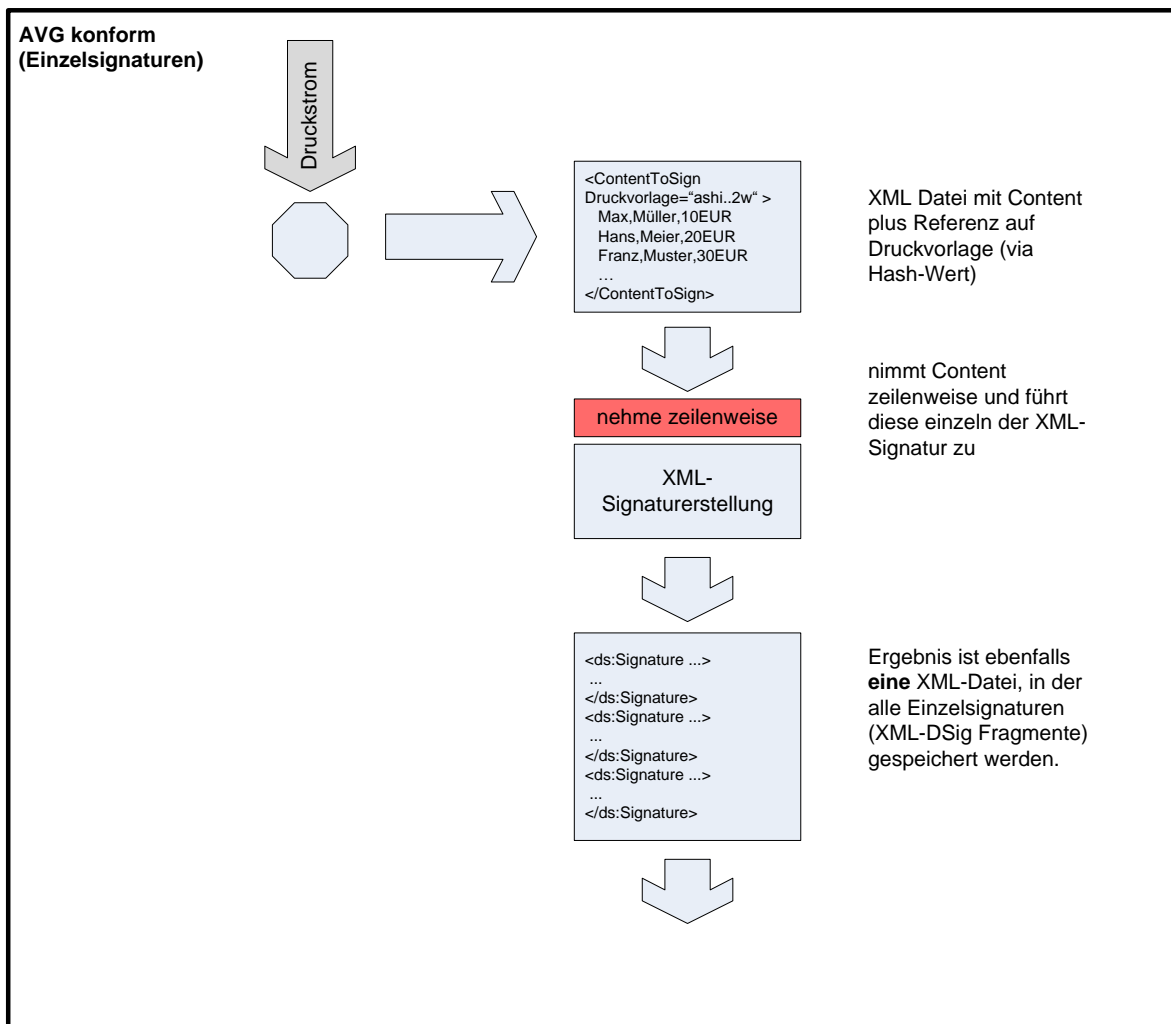 AVG konform
(Einzelsignaturen)
Druckstrom
<ContentToSign
Druckvorlage=“ashi..2w“ >
Max,Müller,10EUR
Hans,Meier,20EUR
Franz,Muster,30EUR
…
</ContentToSign>
XML Datei mit Content
plus Referenz auf
Druckvorlage (via
Hash-Wert)
nehme zeilenweise
XML-
Signaturerstellung
nimmt Content
zeilenweise und führt
diese einzeln der XML-
Signatur zu
<ds:Signature ...>
...
</ds:Signature>
<ds:Signature ...>
...
</ds:Signature>
<ds:Signature ...>
...
</ds:Signature>
Ergebnis ist ebenfalls
eine XML-Datei, in der
alle Einzelsignaturen
(XML-DSig Fragmente)
gespeichert werden.